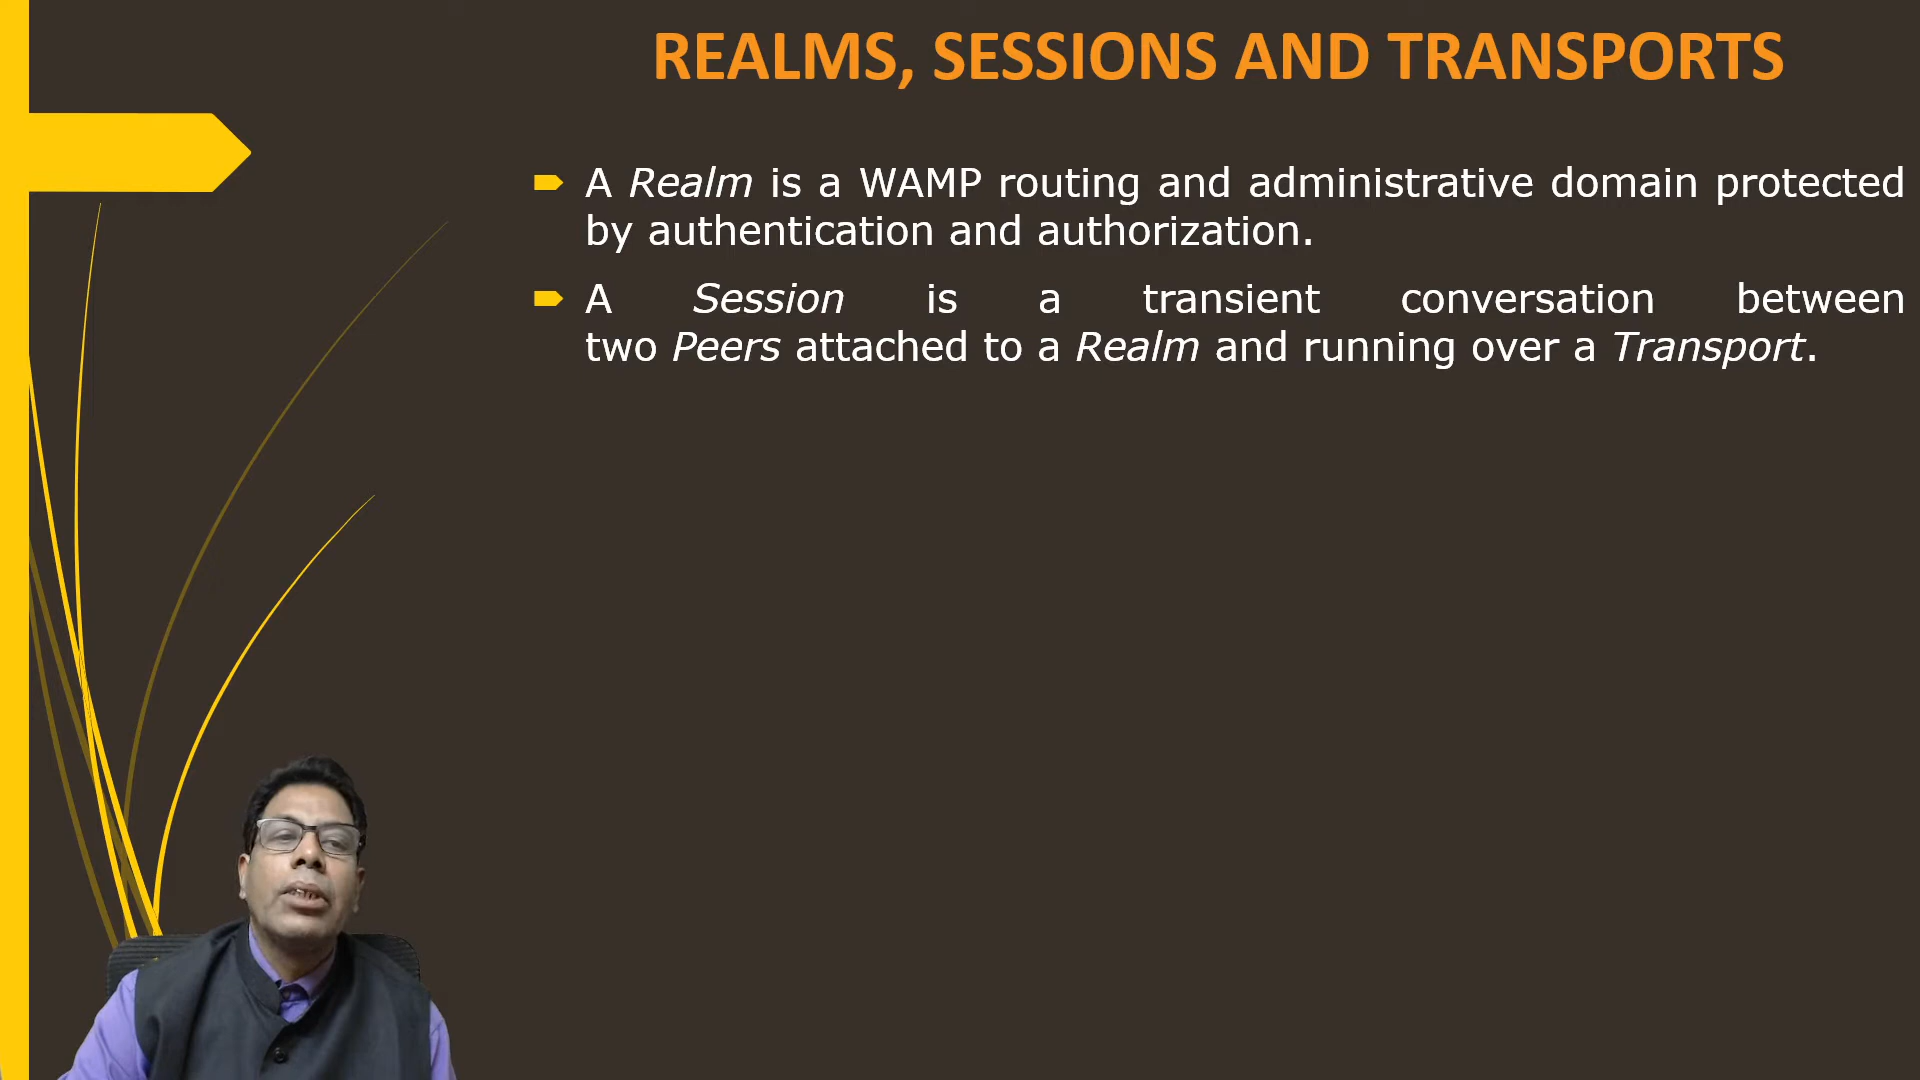 REALMS, SESSIONS AND TRANSPORTS
A Realm is a WAMP routing and administrative domain protected
by authentication and authorization.
A Session is a transient conversation between
two Peers attached to a Realm and running over a Transport.